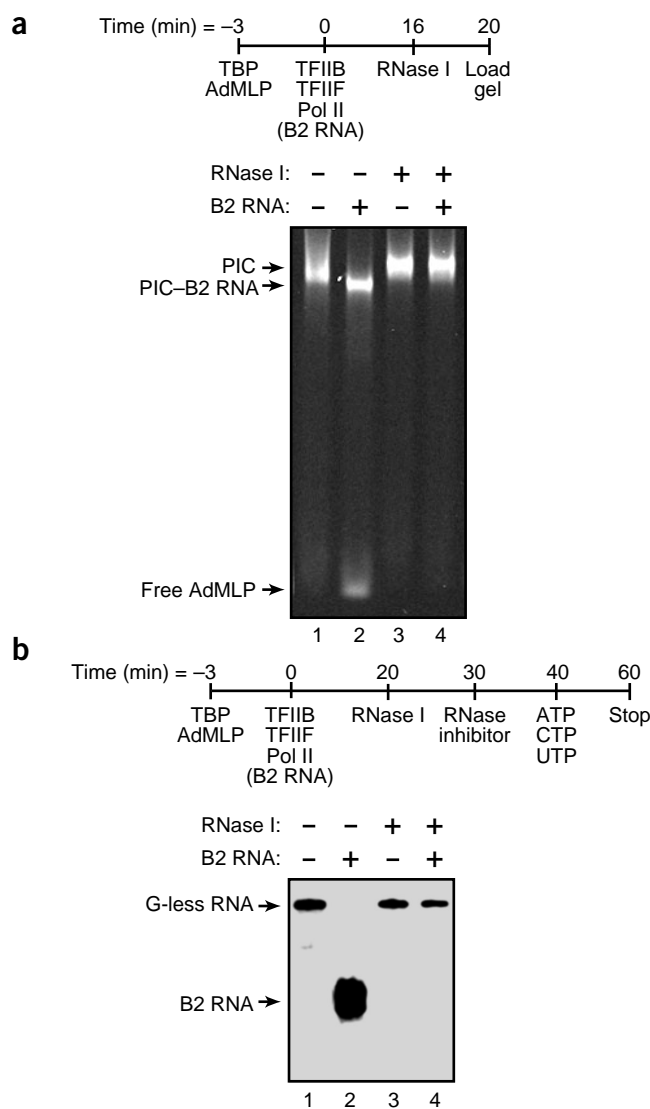 a
Time (min) = –3 0 16 20
TBP TFIIB RNase I Load
AdMLP TFIIF gel
Pol II
(B2 RNA)
RNase I: – – + +
B2 RNA: – + – +
PIC
PIC–B2 RNA
Free AdMLP
1 2 3 4
b
Time (min) = –3 0 20 30 40 60
TBP TFIIB RNase I RNase ATP Stop
AdMLP TFIIF inhibitor CTP
Pol II UTP
(B2 RNA)
RNase I: – – + +
B2 RNA: – + – +
G-less RNA
B2 RNA
1 2 3 4